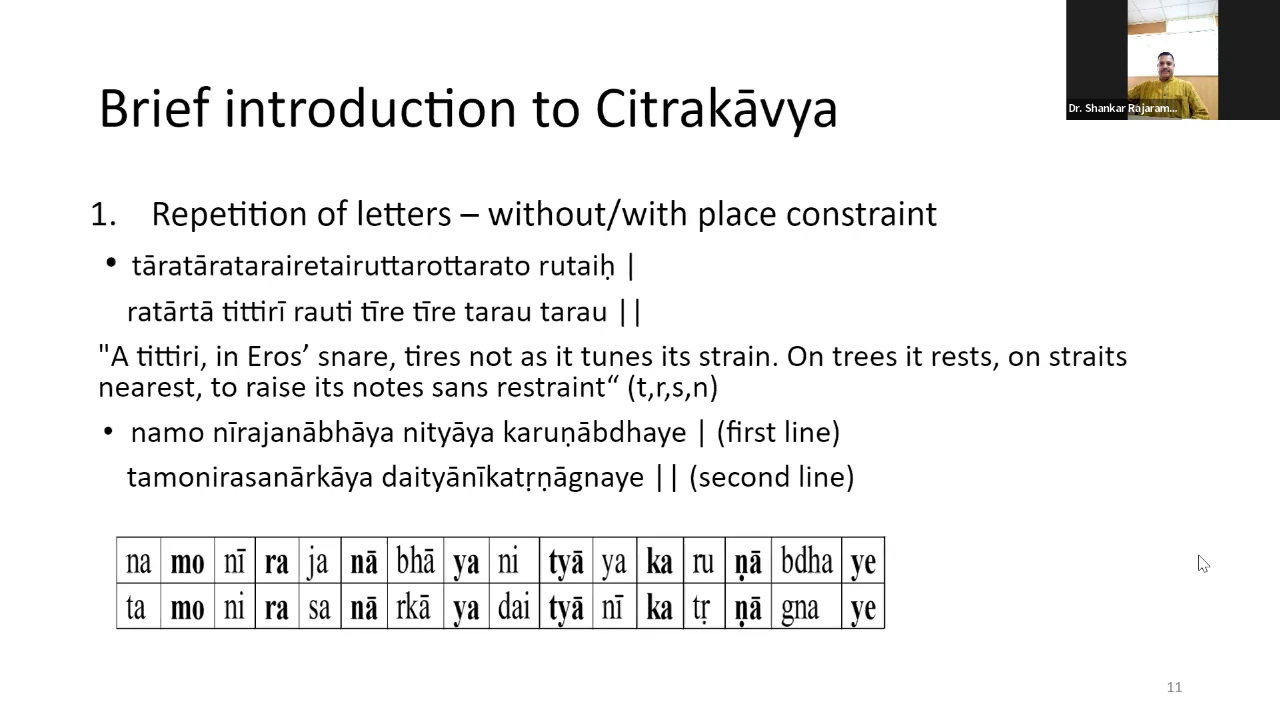 Dr. Shankar Rajaram...
Brief introduction to Citrakāvya
1. Repetition of letters – without/with place constraint
• tāratāratarairetairuttarottarato rutaiḥ |
ratārtā tittirī rauti tīre tīre tarau tarau ||
"A tittiri, in Eros’ snare, tires not as it tunes its strain. On trees it rests, on straits
nearest, to raise its notes sans restraint“ (t,r,s,n)
• namo nīrajanābhāya nityāya karuṇābdhaye | (first line)
tamonirasanārkāya daityānīkatṛṇāgnaye || (second line)
na mo nī ra ja nā bhā ya ni tyā ya ka ru ṇā bdha ye
ta mo ni ra sa nā rkā ya dai tyā nī ka tṛ ṇā gna ye
11